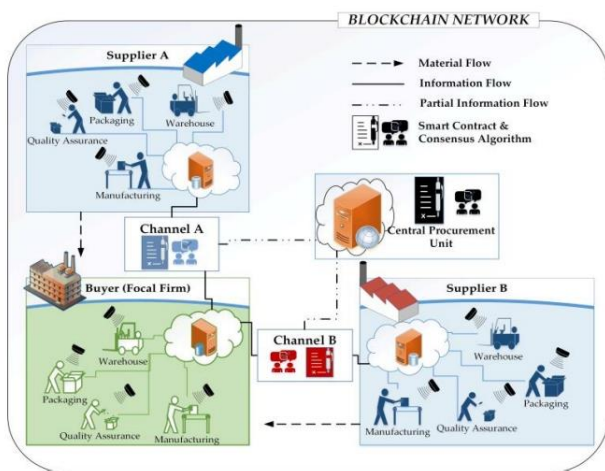 BLOCKCHAIN NETWORK
Supplier A
Packaging
Warehouse
Quality Assurance
Manufacturing
Material Flow
Information Flow
Partial Information Flow
Smart Contract &
Consensus Algorithm
Channel A
Central Procurement
Unit
Buyer (Focal Firm)
Warehouse
Packaging
Quality Assurance
Manufacturing
Channel B
Supplier B
Warehouse
Packaging
Manufacturing
Quality Assurance